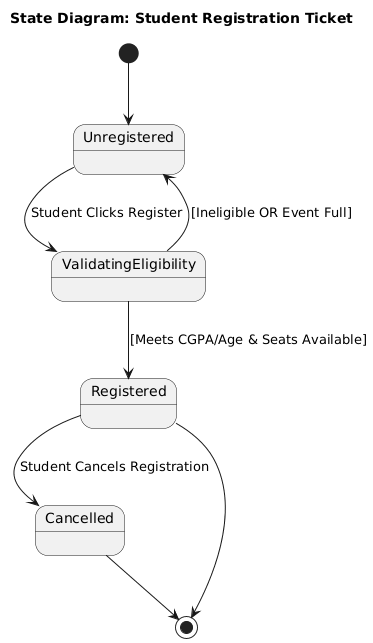 State Diagram: Student Registration Ticket
Unregistered
Student Clicks Register
[Ineligible OR Event Full]
ValidatingEligibility
[Meets CGPA/Age & Seats Available]
Registered
Student Cancels Registration
Cancelled